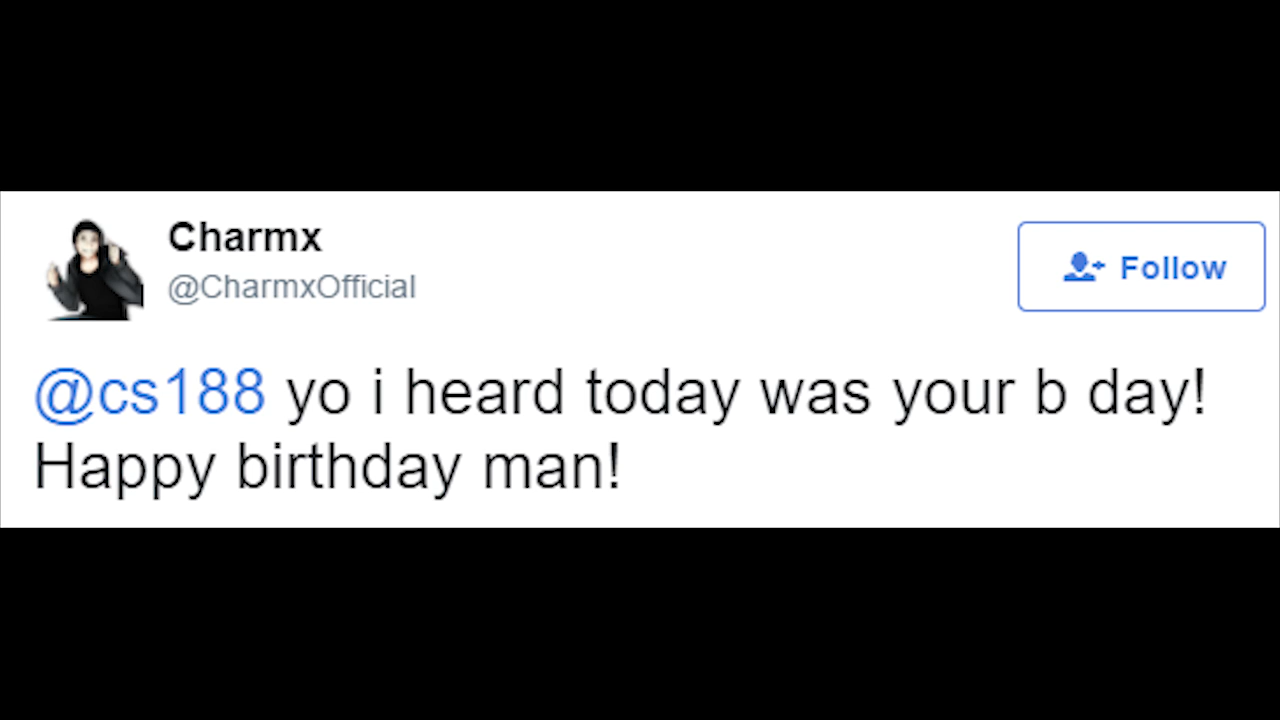 Charmx
@CharmxOfficial
Follow
@cs188 yo i heard today was your b day!
Happy birthday man!